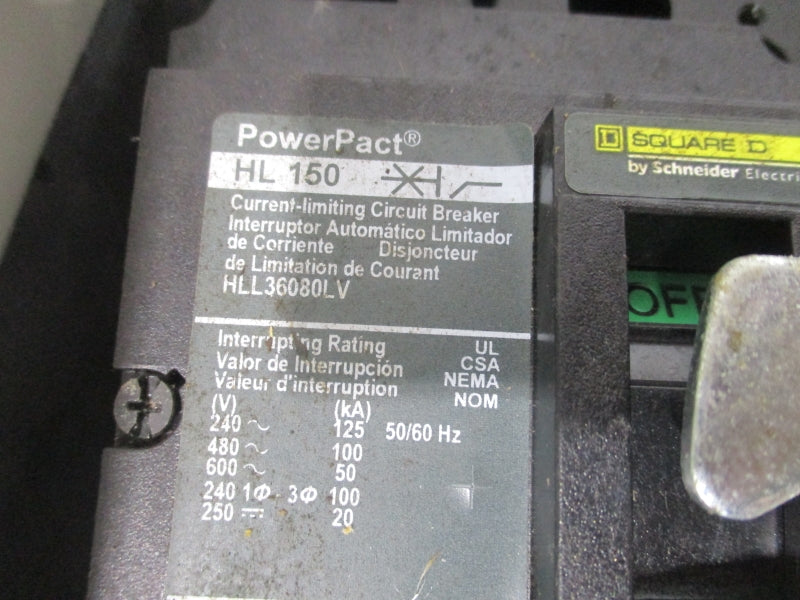 PowerPact®
HL 150
Current-limiting Circuit Breaker
Interruptor Automático Limitador
de Corriente Disjoncteur
de Limitation de Courant
HLL36080LV
Interrupting Rating UL
Valor de Interrupción CSA
Valeur d'interruption NEMA
(V) (kA) NOM
240 ~ 125 50/60 Hz
480 ~ 100
600 ~ 50
240 1Φ - 3Φ 100
250 ⎓ 20
SQUARE D
by Schneider Electric
OFF